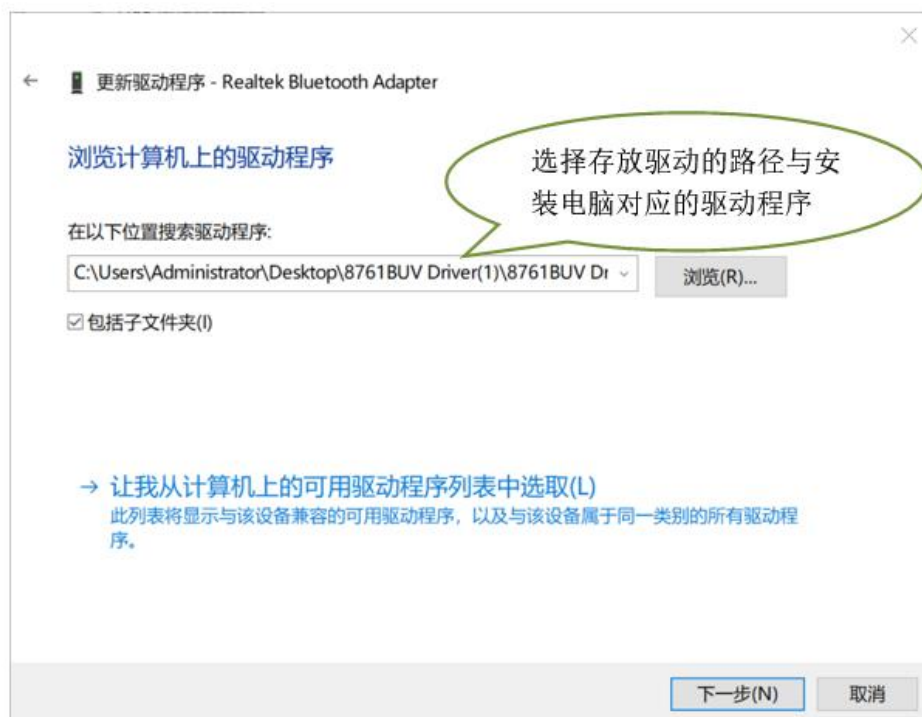 更新驱动程序 - Realtek Bluetooth Adapter
浏览计算机上的驱动程序
选择存放驱动的路径与安
装电脑对应的驱动程序
在以下位置搜索驱动程序:
C:\Users\Administrator\Desktop\8761BUV Driver(1)\8761BUV Dr
浏览(R)...
包括子文件夹(I)
让我从计算机上的可用驱动程序列表中选取(L)
此列表将显示与该设备兼容的可用驱动程序，以及与该设备属于同一类别的所有驱动程
序。
下一步(N)
取消